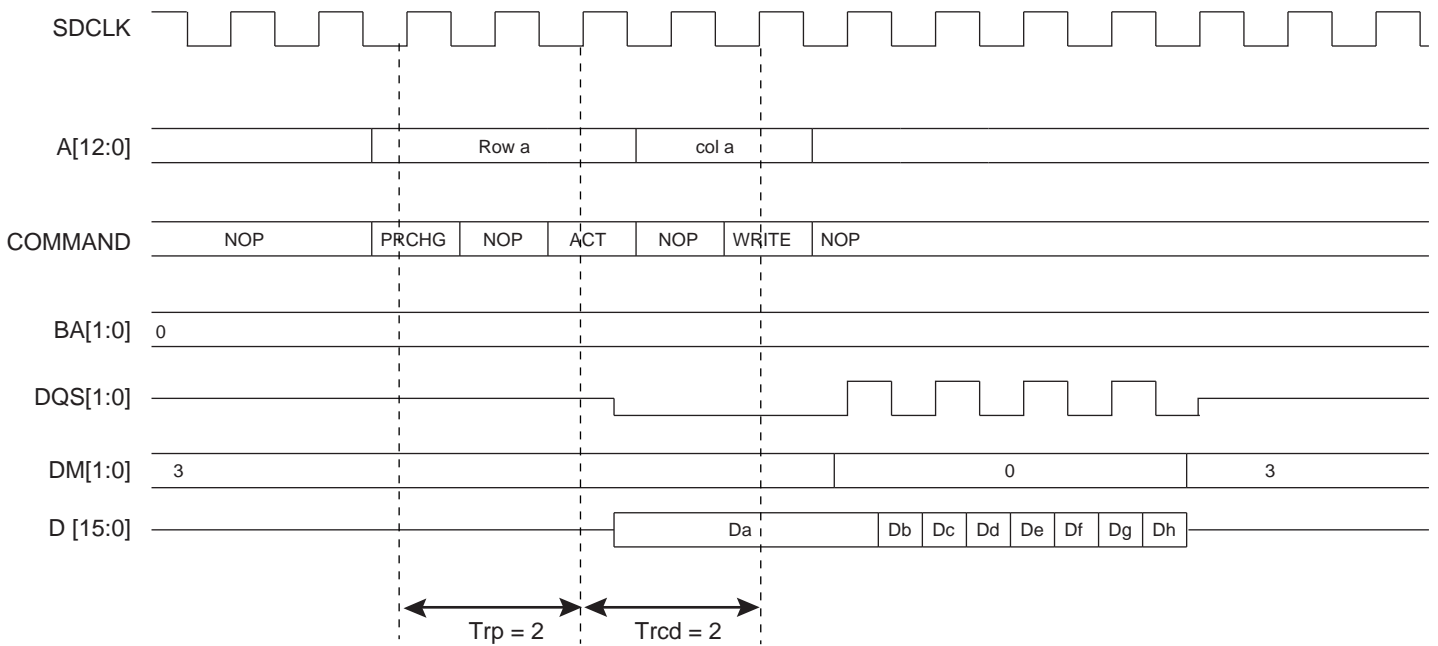 SDCLK
A[12:0] Row a col a
COMMAND NOP PRCHG NOP ACT NOP WRITE NOP
BA[1:0] 0
DQS[1:0]
DM[1:0] 3 0 3
D [15:0] Da Db Dc Dd De Df Dg Dh
Trp = 2 Trcd = 2